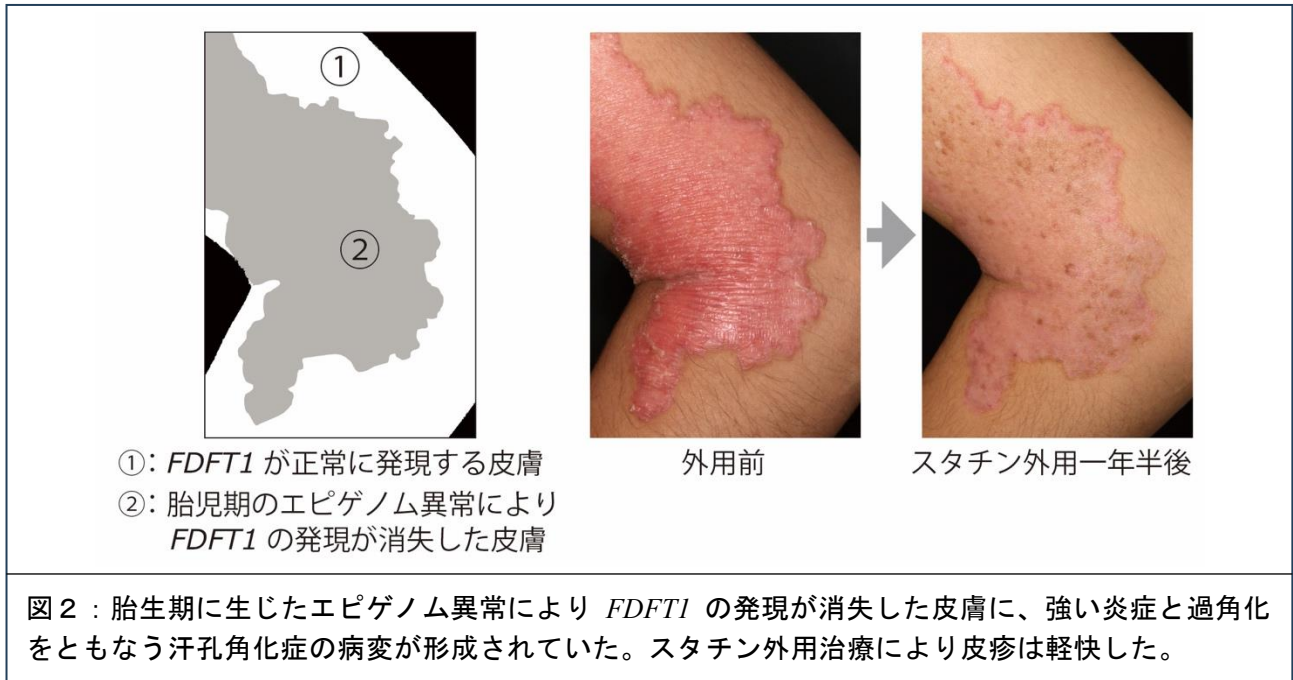 ①
②
①: FDFT1 が正常に発現する皮膚
②: 胎児期のエピゲノム異常により
FDFT1 の発現が消失した皮膚
外用前
スタチン外用一年半後
図２：胎生期に生じたエピゲノム異常により FDFT1 の発現が消失した皮膚に、強い炎症と過角化
をともなう汗孔角化症の病変が形成されていた。スタチン外用治療により皮疹は軽快した。